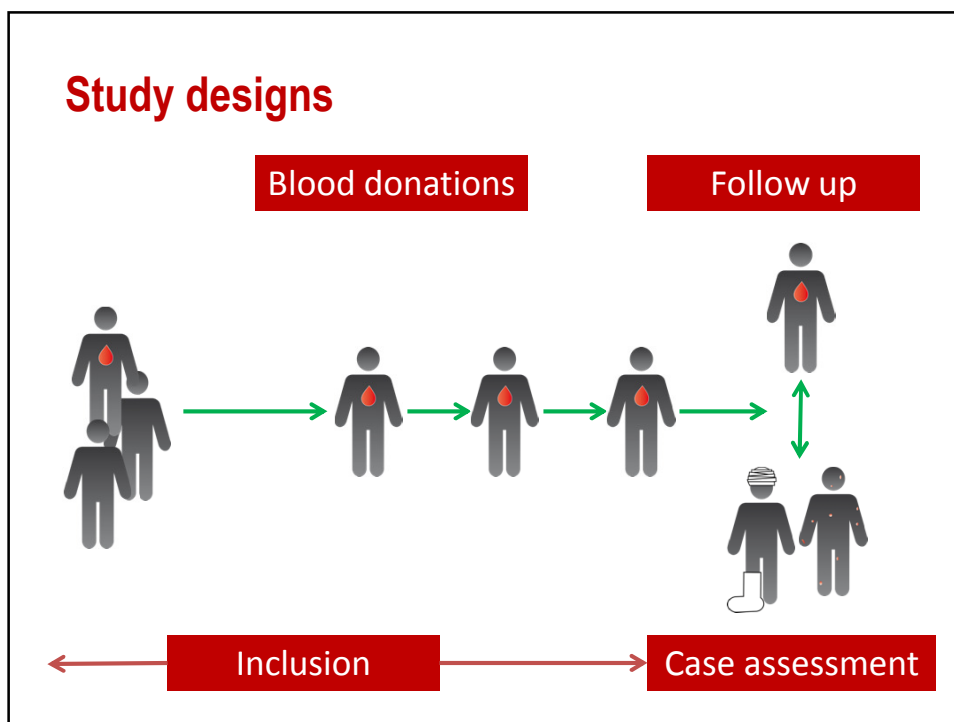 Study designs
Blood donations
Follow up
Inclusion
Case assessment